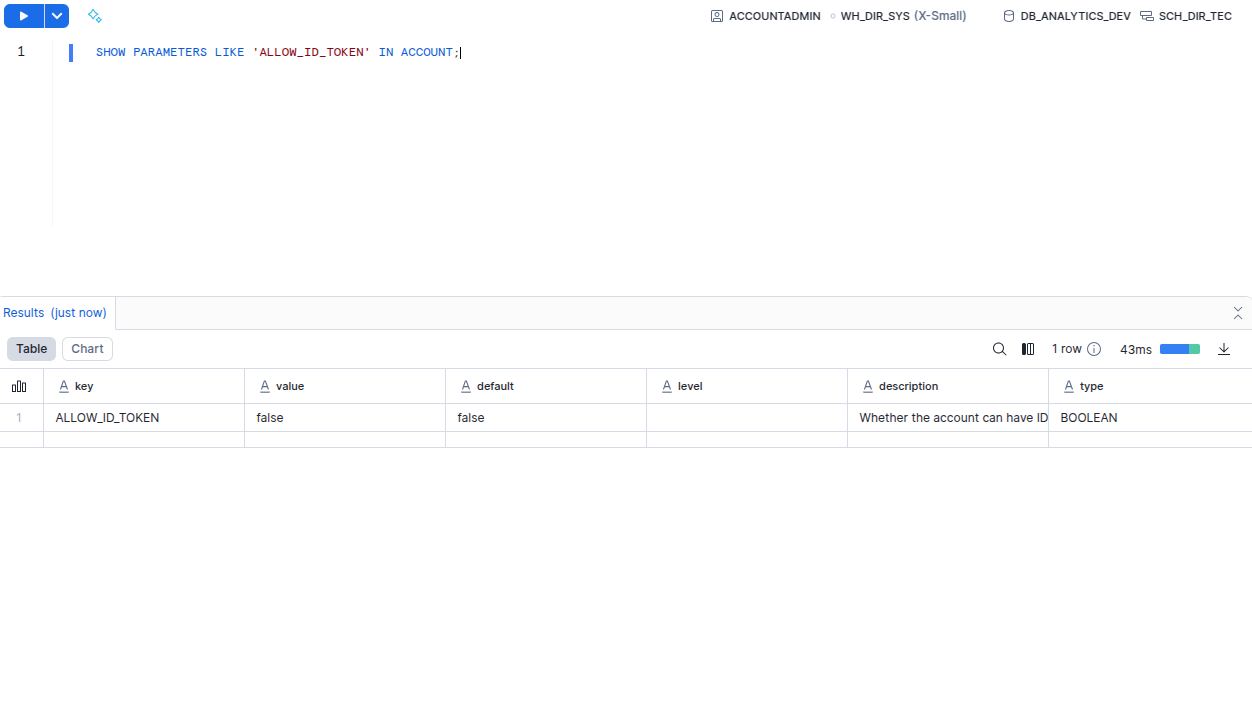 ACCOUNTADMIN WH_DIR_SYS (X-Small) DB_ANALYTICS_DEV SCH_DIR_TEC
1 SHOW PARAMETERS LIKE 'ALLOW_ID_TOKEN' IN ACCOUNT;
Results (just now)
Table Chart 1 row 43ms
key value default level description type
1 ALLOW_ID_TOKEN false false Whether the account can have ID BOOLEAN